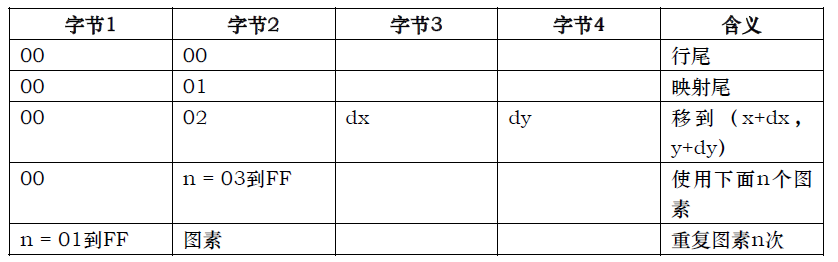 字节1 字节2 字节3 字节4 含义
00 00 行尾
00 01 映射尾
00 02 dx dy 移到（x+dx，
y+dy)
00 n = 03到FF 使用下面n个图
素
n = 01到FF 图素 重复图素n次